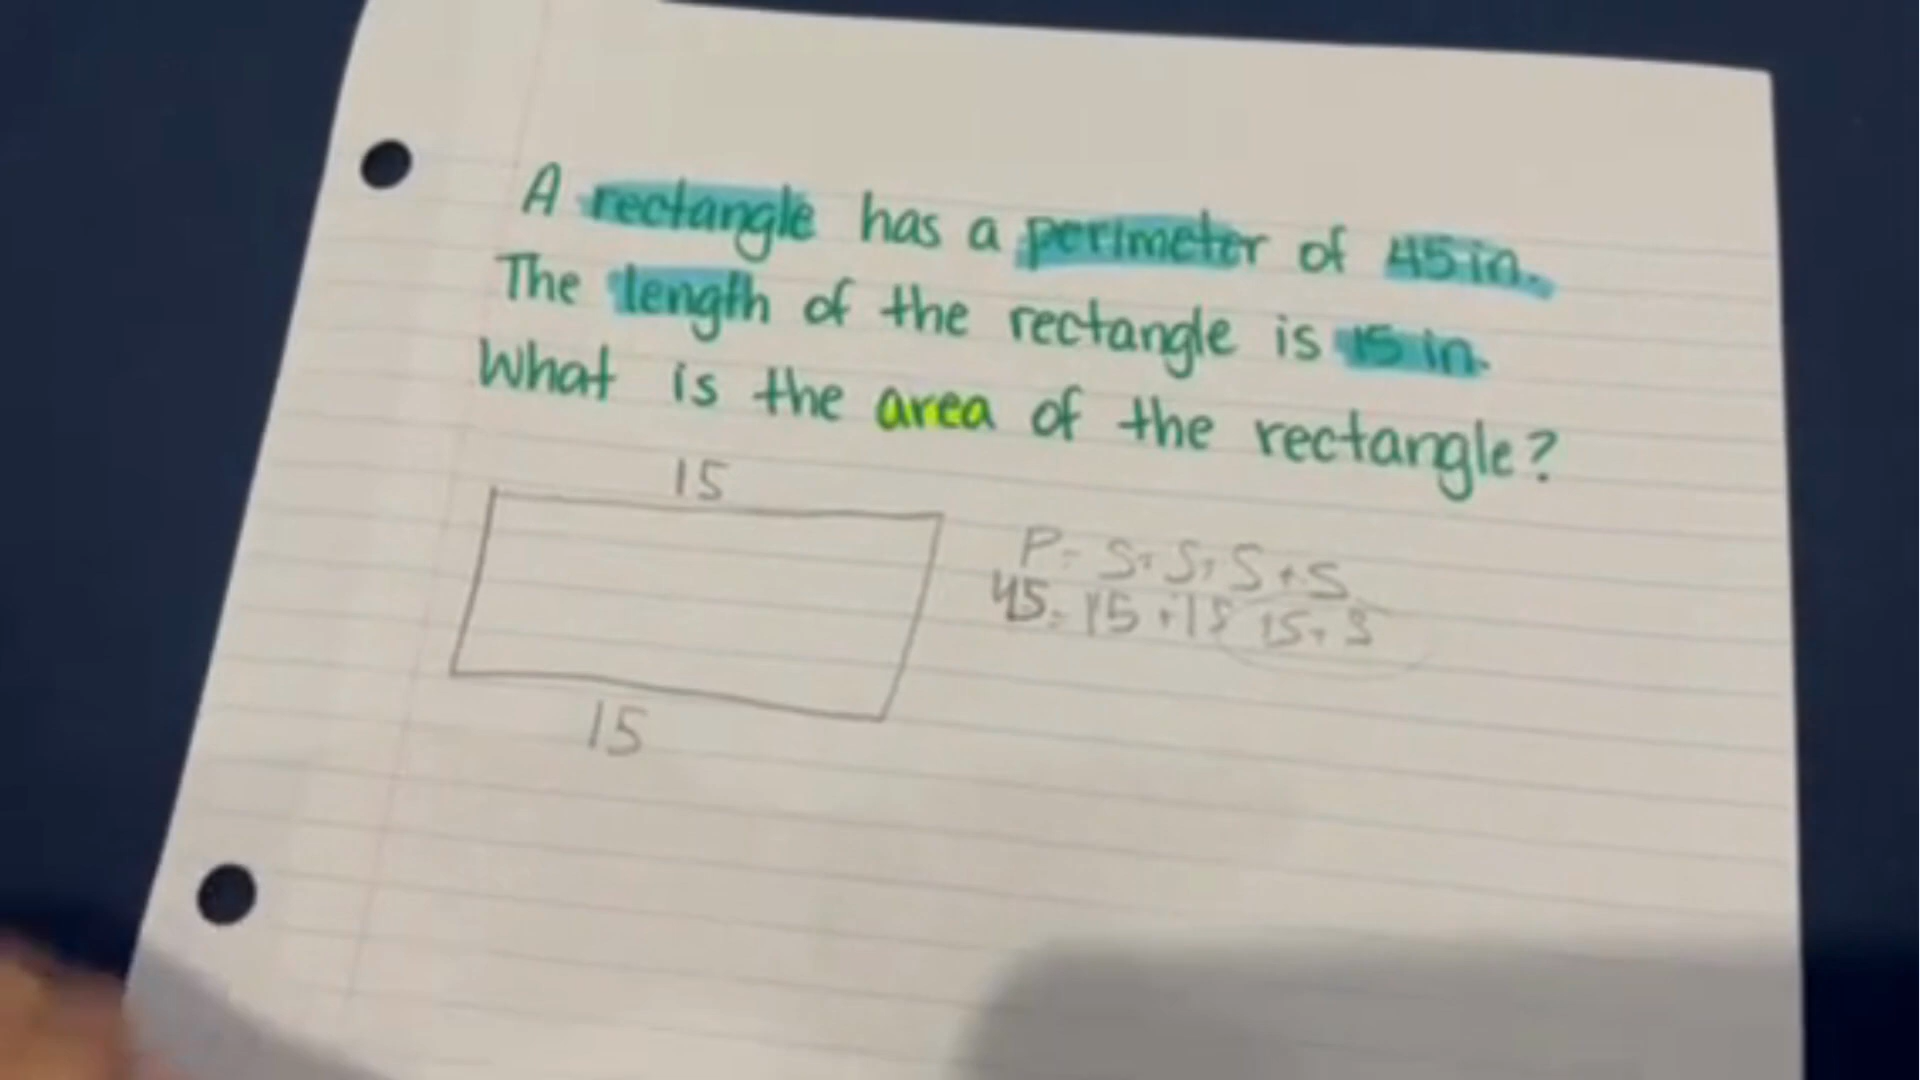 A rectangle has a perimeter of 45 in.
The length of the rectangle is 15 in.
What is the area of the rectangle?
15
P = S + S + S + S
45 = 15 + 15 15 + S
15